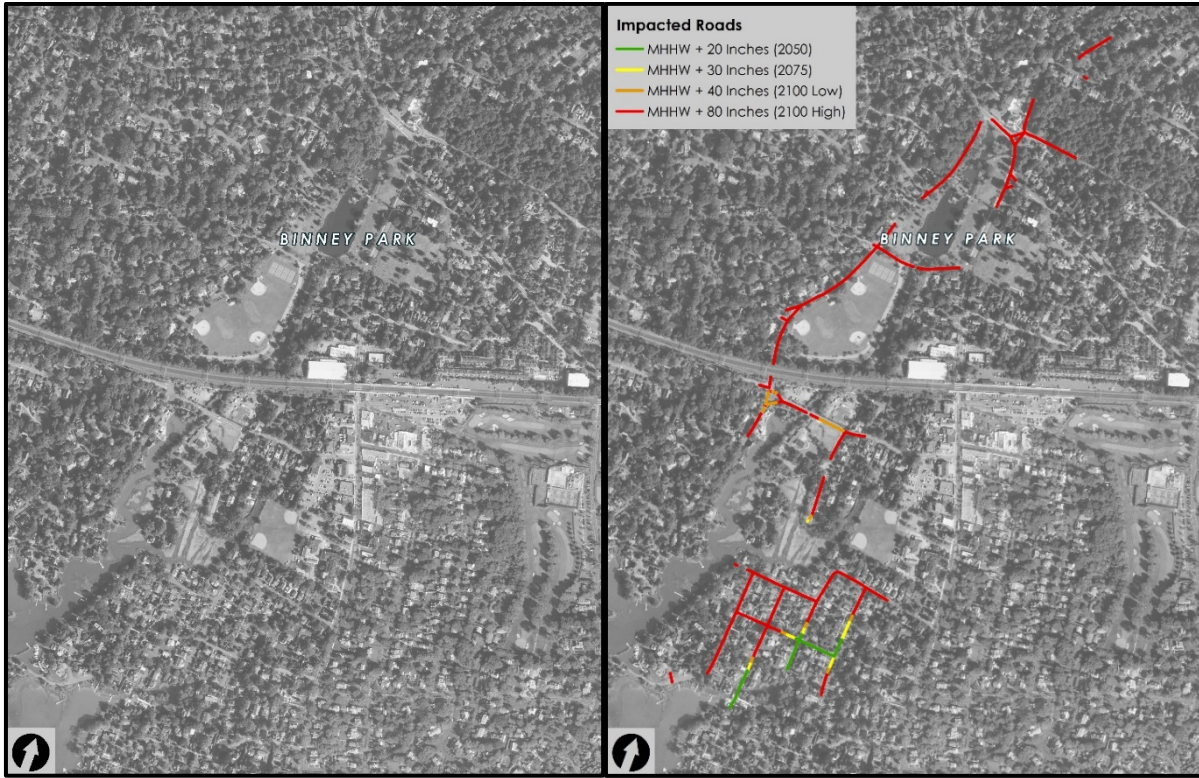 BINNEY PARK
Impacted Roads
MHHW + 20 Inches (2050)
MHHW + 30 Inches (2075)
MHHW + 40 Inches (2100 Low)
MHHW + 80 Inches (2100 High)
BINNEY PARK